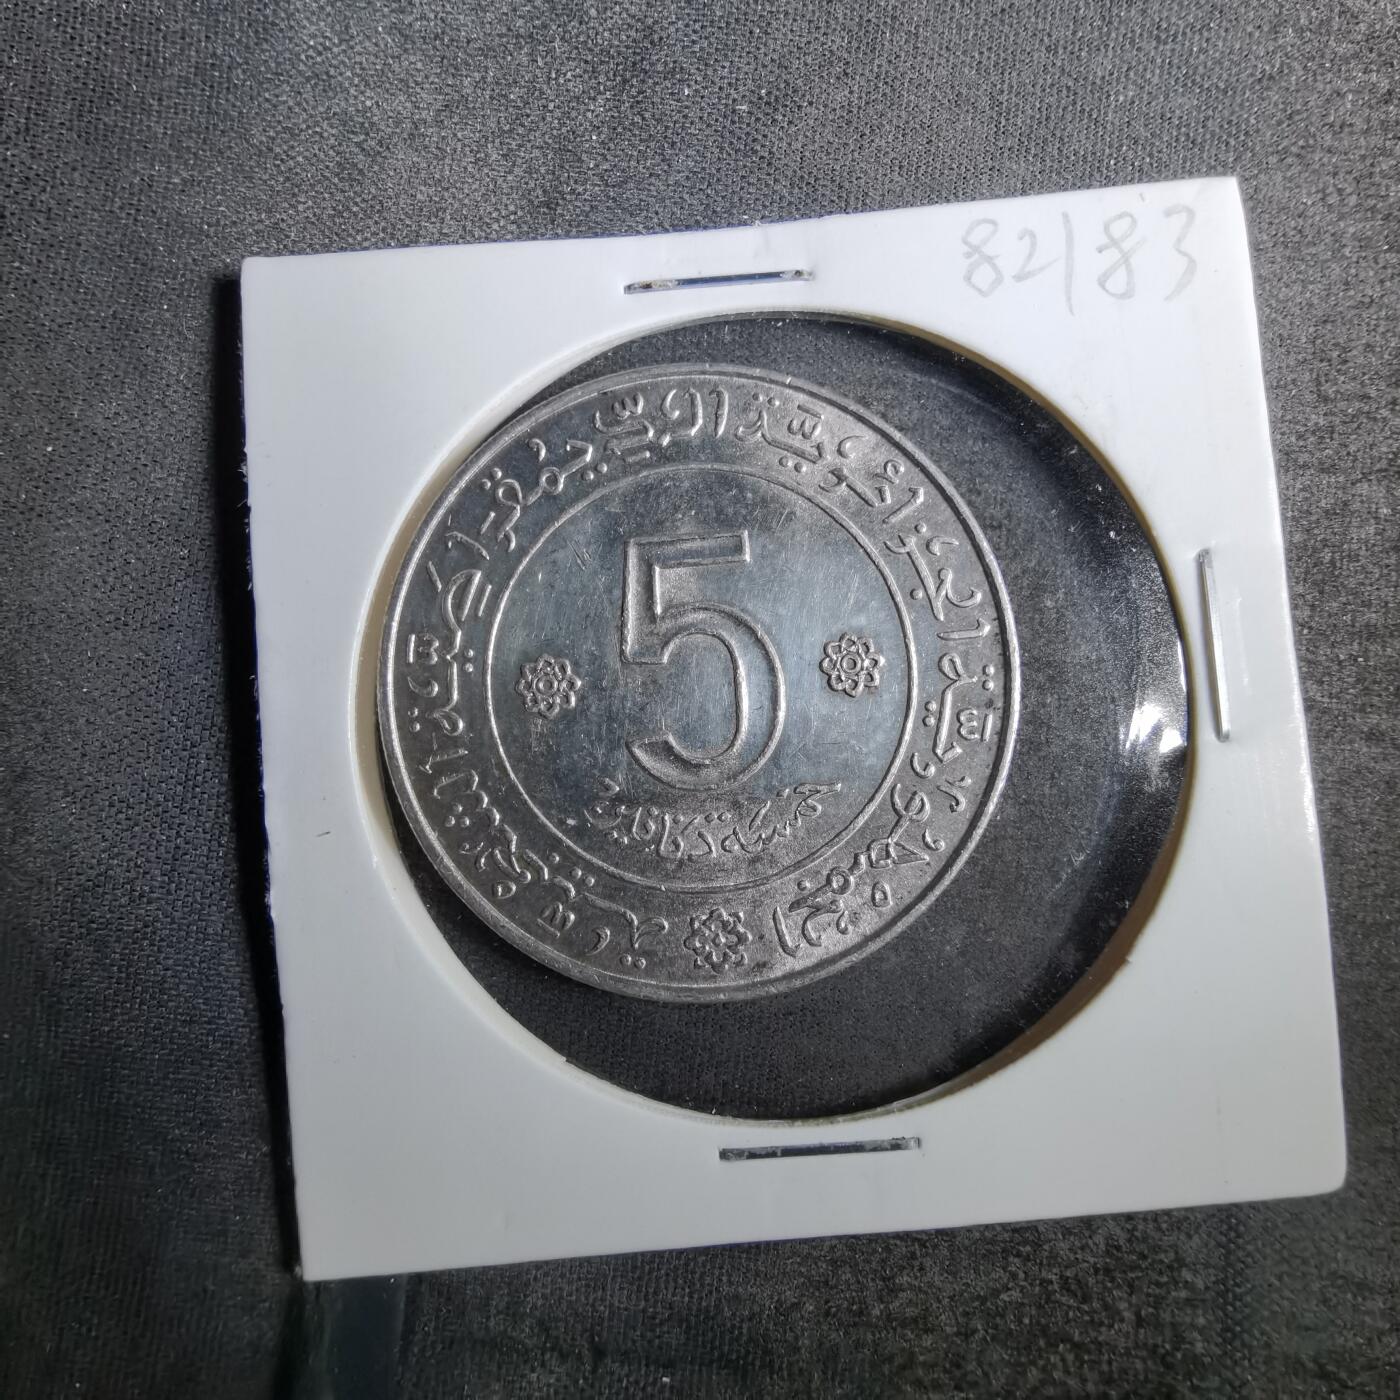 82/83
الجمهورية الجزائرية الديمقراطية الشعبية
5
خمسة دنانير